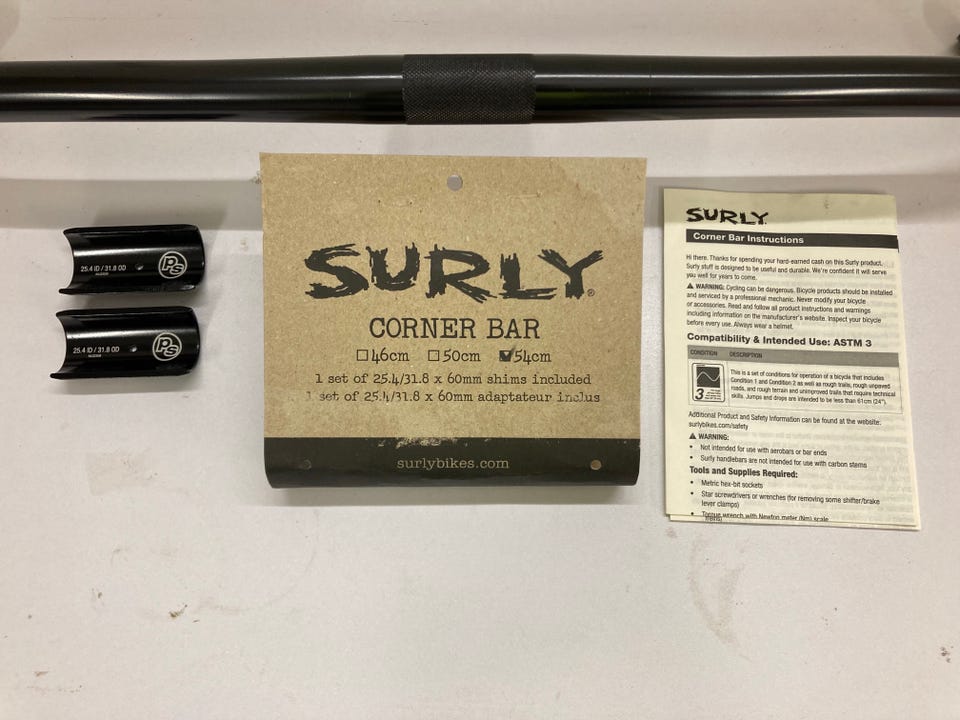 25.4 ID / 31.8 OD
PS
25.4 ID / 31.8 OD
PS
SURLY®
CORNER BAR
46cm 50cm 54cm
1 set of 25.4/31.8 x 60mm shims included
1 set of 25.4/31.8 x 60mm adaptateur inclus
surlybikes.com
SURLY
Corner Bar Instructions
Hi there. Thanks for spending your hard-earned cash on this Surly product.
Surly stuff is designed to be useful and durable. We're confident it will serve
you well for years to come.
WARNING: Cycling can be dangerous. Bicycle products should be installed
and serviced by a professional mechanic. Never modify your bicycle
or accessories. Read and follow all product instructions and warnings
including information on the manufacturer's website. Inspect your bicycle
before every use. Always wear a helmet.
Compatibility & Intended Use: ASTM 3
CONDITION DESCRIPTION
3
This is a set of conditions for operation of a bicycle that includes
Condition 1 and Condition 2 as well as rough trails, rough unpaved
roads, and rough terrain and unimproved trails that require technical
skills. Jumps and drops are intended to be less than 61cm (24").
Additional Product and Safety Information can be found at the website:
surlybikes.com/safety
WARNING:
• Not intended for use with aerobars or bar ends
• Surly handlebars are not intended for use with carbon stems
Tools and Supplies Required:
• Metric hex-bit sockets
• Star screwdrivers or wrenches (for removing some shifter/brake
lever clamps)
• Torque wrench with Newton meter (Nm) scale